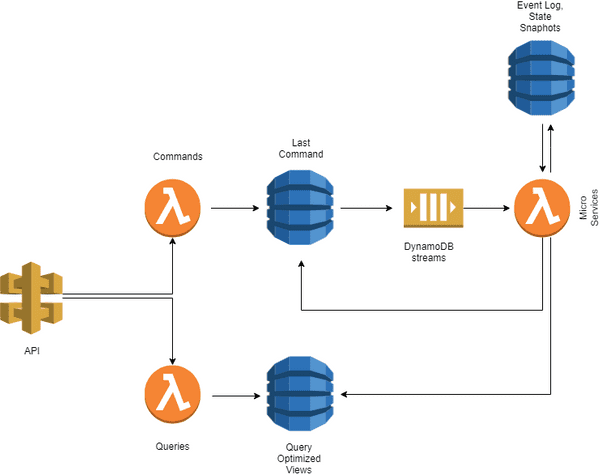 Event Log,
State
Snaphots
Last
Command
Commands
DynamoDB
streams
Micro
Services
API
Queries
Query
Optimized
Views